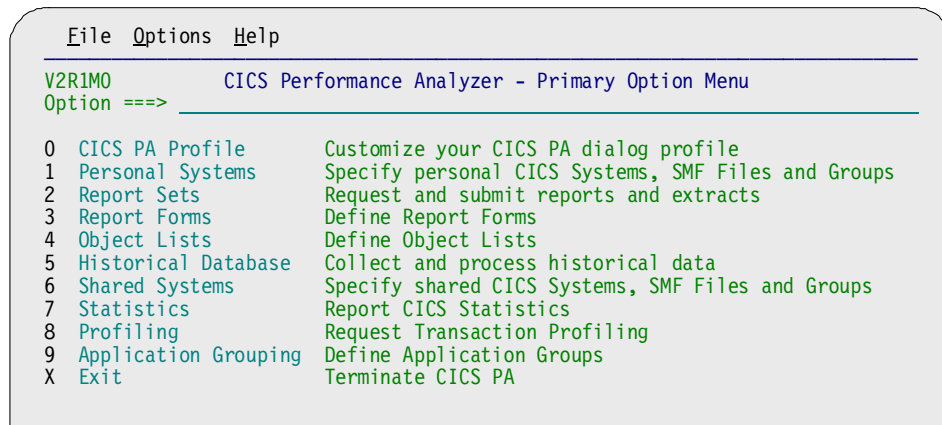 File Options Help
V2R1M0 CICS Performance Analyzer - Primary Option Menu
Option ===>
0 CICS PA Profile Customize your CICS PA dialog profile
1 Personal Systems Specify personal CICS Systems, SMF Files and Groups
2 Report Sets Request and submit reports and extracts
3 Report Forms Define Report Forms
4 Object Lists Define Object Lists
5 Historical Database Collect and process historical data
6 Shared Systems Specify shared CICS Systems, SMF Files and Groups
7 Statistics Report CICS Statistics
8 Profiling Request Transaction Profiling
9 Application Grouping Define Application Groups
X Exit Terminate CICS PA